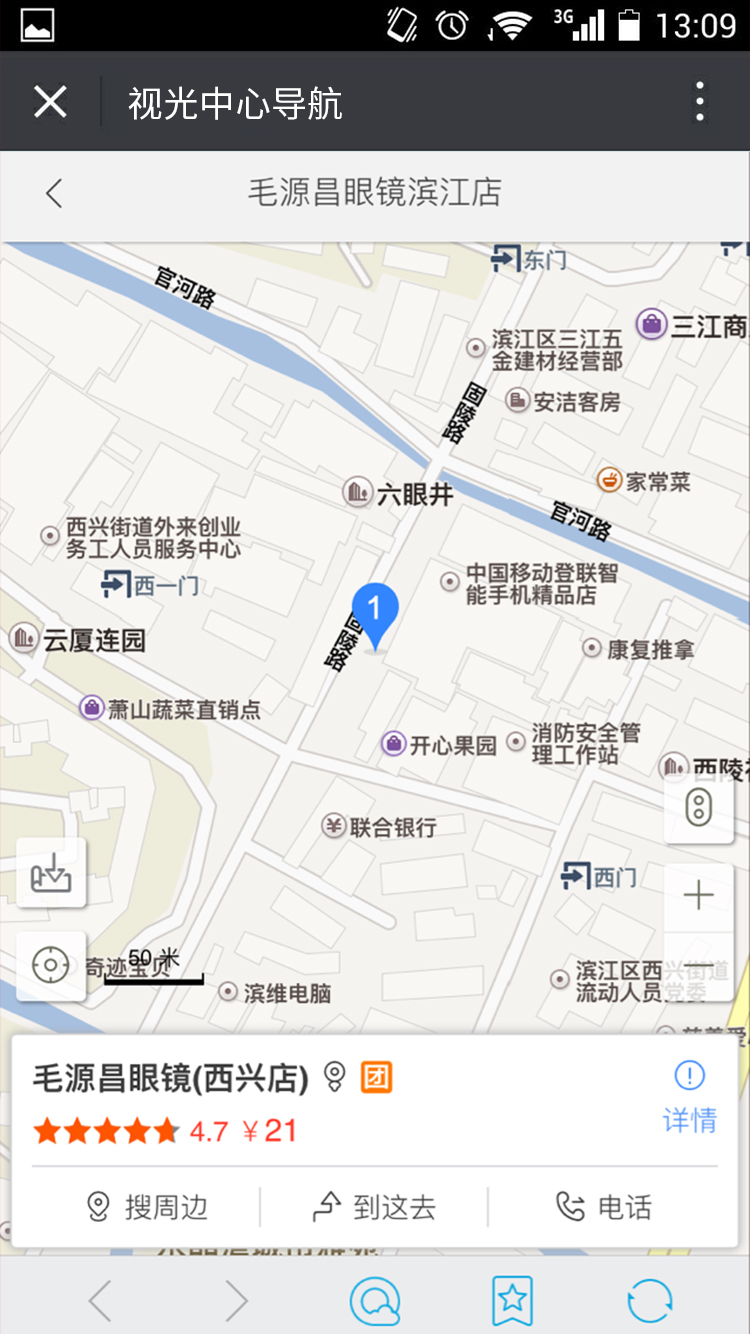 3G 13:09
视光中心导航
毛源昌眼镜滨江店
东门
官河路
三江商
滨江区三江五
金建材经营部
安洁客房
固陵路
家常菜
六眼井
官河路
西兴街道外来创业
务工人员服务中心
中国移动登联智
能手机精品店
西一门
1
固陵路
云厦连园
康复推拿
萧山蔬菜直销点
开心果园
消防安全管
理工作站
西陵社
联合银行
西门
50 米
奇迹宝贝
滨维电脑
滨江区西兴街道
流动人员党委
毛源昌眼镜(西兴店) 团
4.7 ¥21
详情
搜周边 到这去 电话